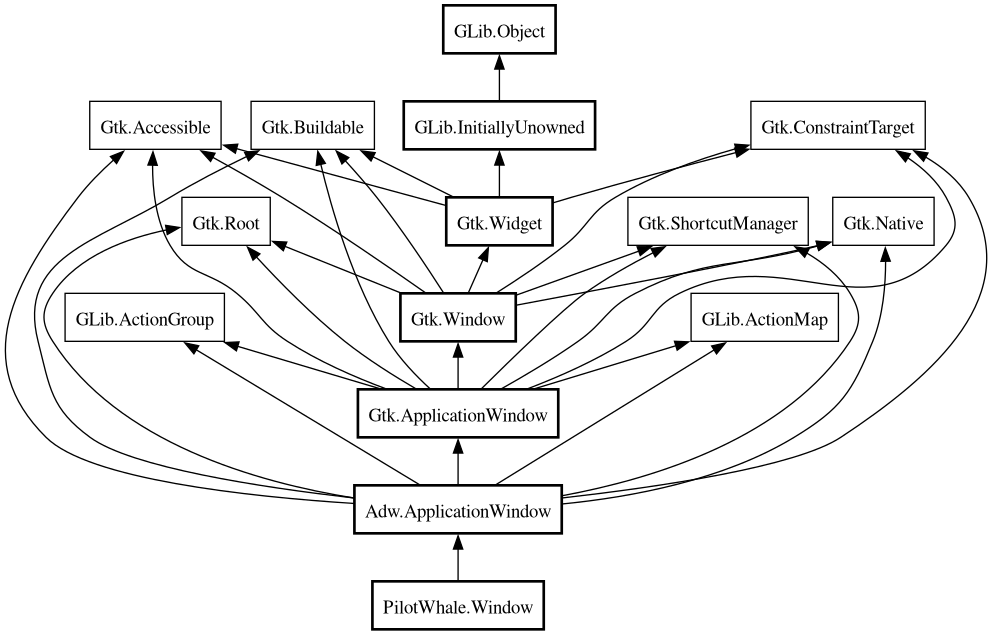 GLib.Object
Gtk.Accessible
Gtk.Buildable
GLib.InitiallyUnowned
Gtk.ConstraintTarget
Gtk.Root
Gtk.Widget
Gtk.ShortcutManager
Gtk.Native
GLib.ActionGroup
Gtk.Window
GLib.ActionMap
Gtk.ApplicationWindow
Adw.ApplicationWindow
PilotWhale.Window